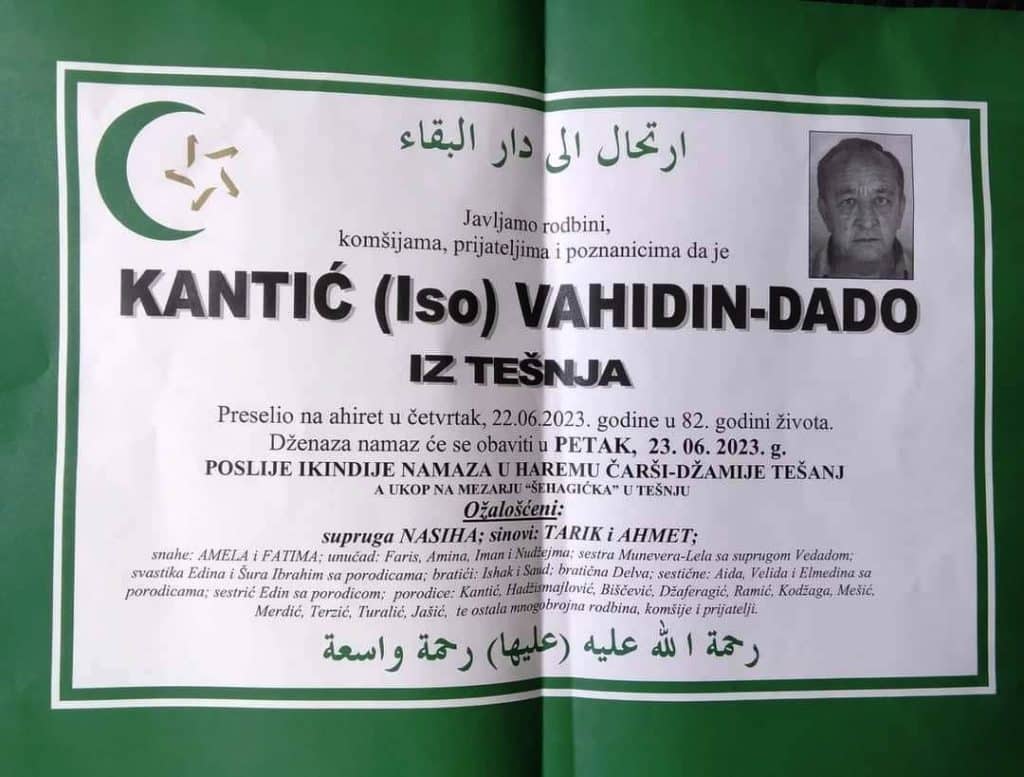 ارتحال الى دار البقاء
Javljamo rodbini,
komšijama, prijateljima i poznanicima da je
KANTIĆ (Iso) VAHIDIN-DADO
IZ TEŠNJA
Preselio na ahiret u četvrtak, 22.06.2023. godine u 82. godini života.
Dženaza namaz će se obaviti u PETAK, 23. 06. 2023. g.
POSLIJE IKINDIJE NAMAZA U HAREMU ČARŠI-DŽAMIJE TEŠANJ
A UKOP NA MEZARJU “ŠEHAGIĆKA” U TEŠNJU
Ožalošćeni:
supruga NASIHA; sinovi: TARIK i AHMET;
snahe: AMELA i FATIMA; unučad: Faris, Amina, Iman i Nudžejma; sestra Munevera-Lela sa suprugom Vedadom;
svastika Edina i Šura Ibrahim sa porodicama; bratići: Ishak i Saud; bratična Delva; sestične: Aida, Velida i Elmedina sa
porodicama; sestrić Edin sa porodicom; porodice: Kantić, Hadžismajlović, Biščević, Džaferagić, Ramić, Kodžaga, Mešić,
Merdić, Terzić, Turalić, Jašić, te ostala mnogobrojna rodbina, komšije i prijatelji.
رحمة الله عليه (عليها) رحمة واسعة